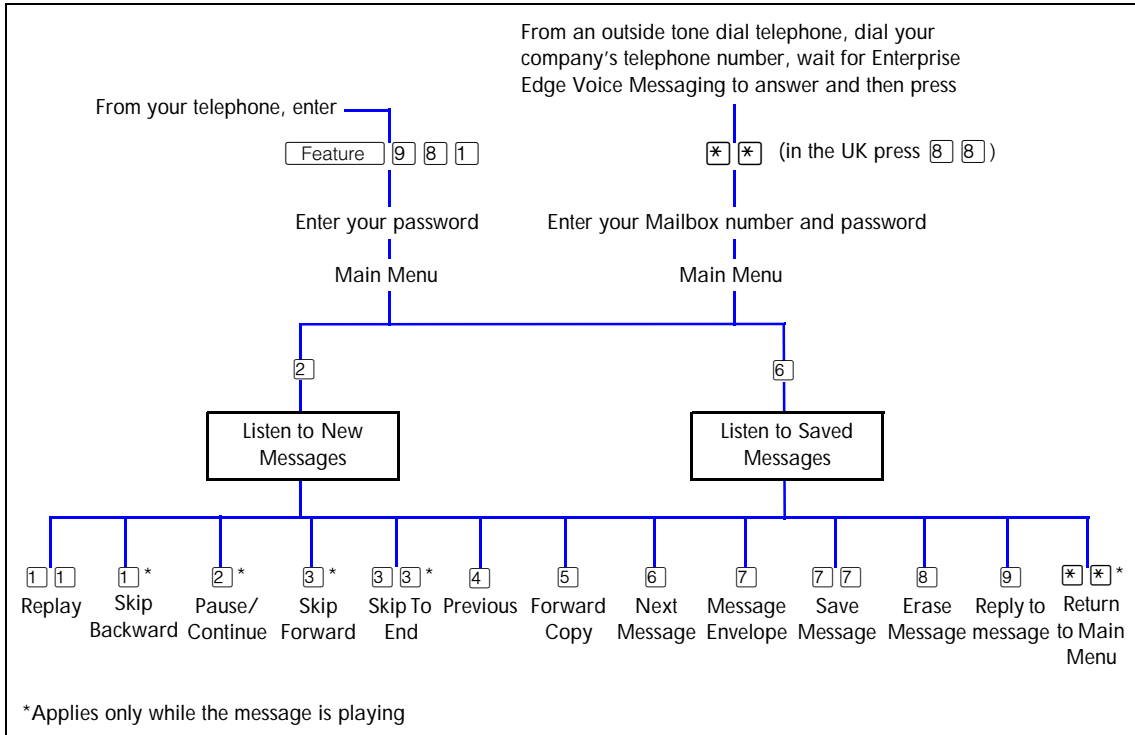 From an outside tone dial telephone, dial your
company's telephone number, wait for Enterprise
Edge Voice Messaging to answer and then press
From your telephone, enter
Feature 9 8 1
* * (in the UK press 8 8 )
Enter your password
Enter your Mailbox number and password
Main Menu
Main Menu
2
6
Listen to New
Messages
Listen to Saved
Messages
1 1
Replay
1 *
Skip
Backward
2 *
Pause/
Continue
3 *
Skip
Forward
3 3 *
Skip To
End
4
Previous
5
Forward
Copy
6
Next
Message
7
Message
Envelope
7 7
Save
Message
8
Erase
Message
9
Reply to
message
* * *
Return
to Main
Menu
*Applies only while the message is playing